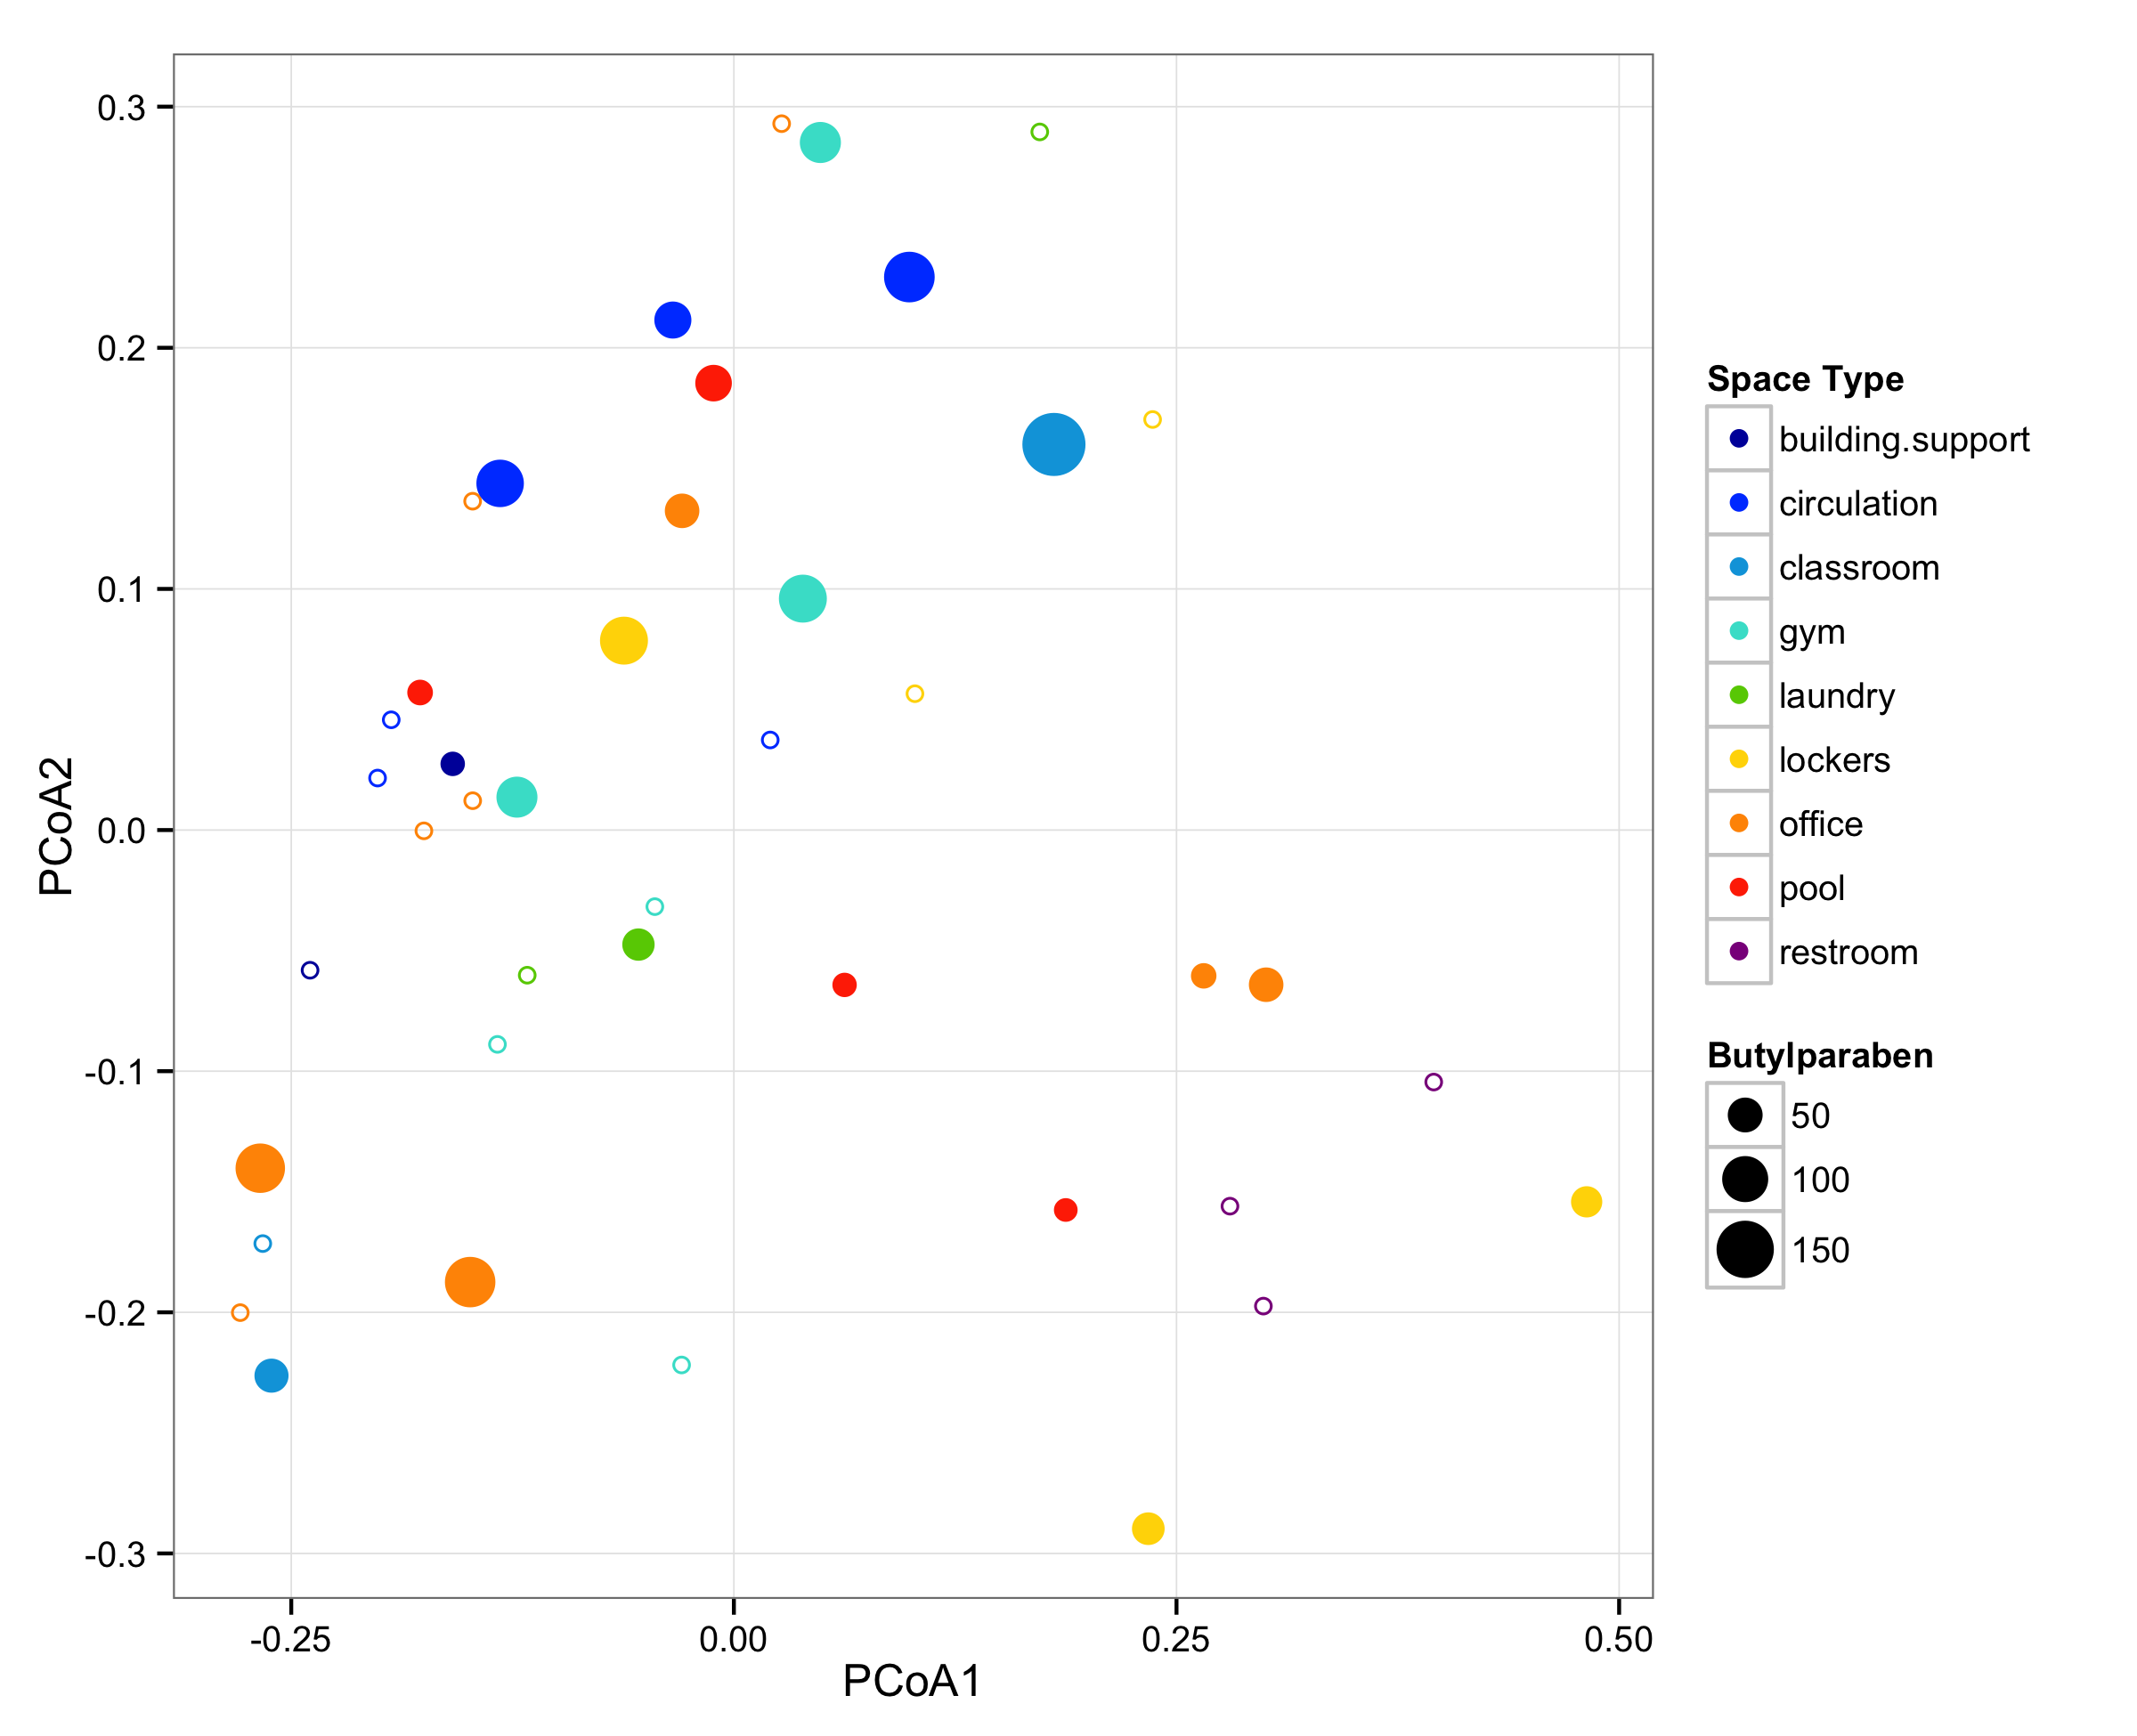 0.3
0.2
0.1
0.0
-0.1
-0.2
-0.3
PCoA2
-0.25
0.00
0.25
0.50
PCoA1
Space Type
building.support
circulation
classroom
gym
laundry
lockers
office
pool
restroom
Butylparaben
50
100
150